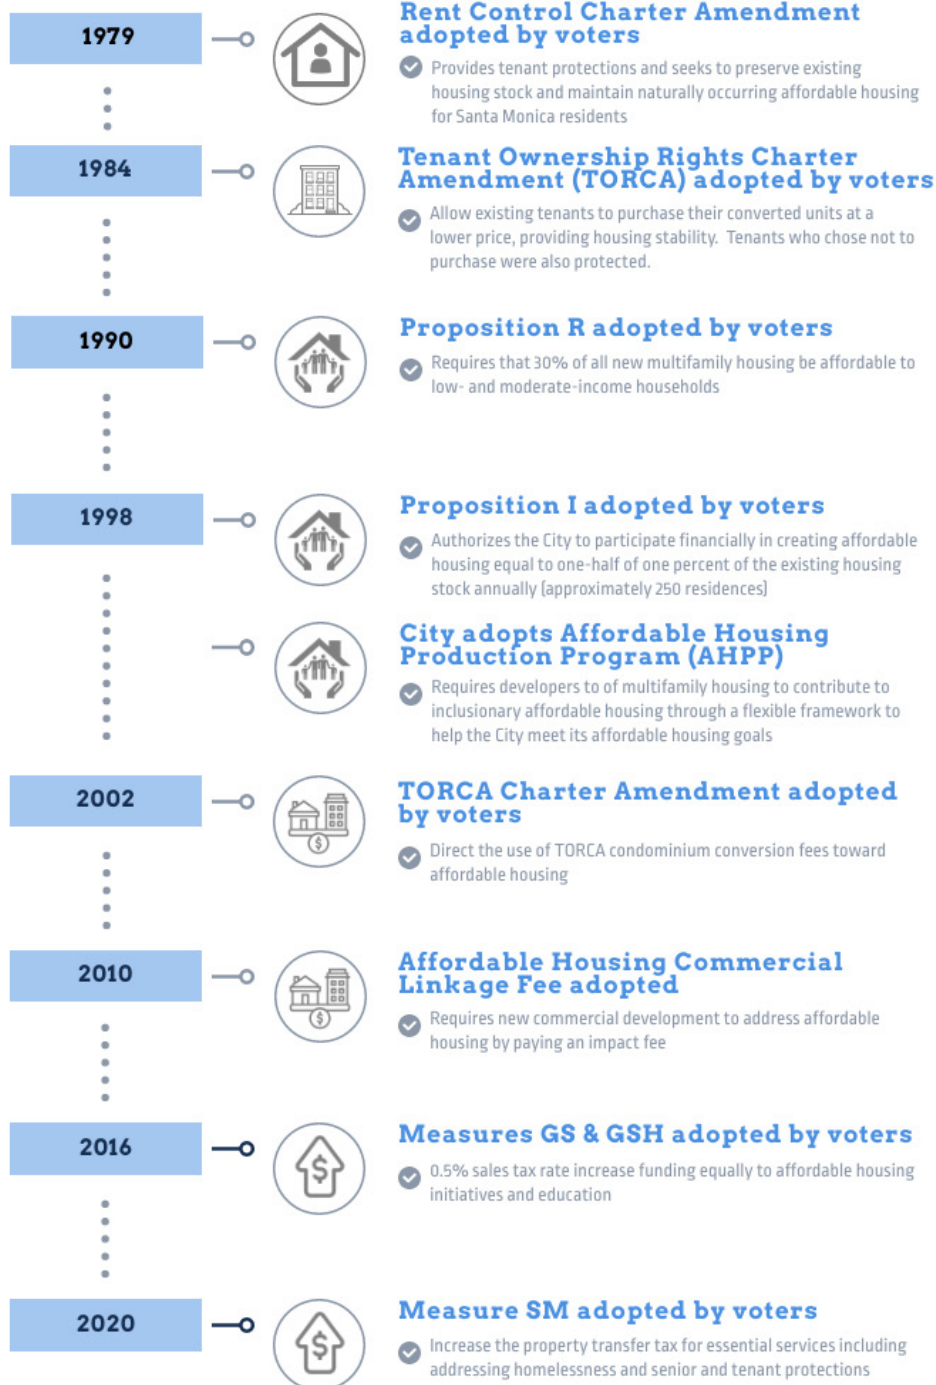 1979
Rent Control Charter Amendment
adopted by voters
Provides tenant protections and seeks to preserve existing
housing stock and maintain naturally occurring affordable housing
for Santa Monica residents
1984
Tenant Ownership Rights Charter
Amendment (TORCA) adopted by voters
Allow existing tenants to purchase their converted units at a
lower price, providing housing stability. Tenants who chose not to
purchase were also protected.
1990
Proposition R adopted by voters
Requires that 30% of all new multifamily housing be affordable to
low- and moderate-income households
1998
Proposition I adopted by voters
Authorizes the City to participate financially in creating affordable
housing equal to one-half of one percent of the existing housing
stock annually (approximately 250 residences)
City adopts Affordable Housing
Production Program (AHPP)
Requires developers to of multifamily housing to contribute to
inclusionary affordable housing through a flexible framework to
help the City meet its affordable housing goals
2002
TORCA Charter Amendment adopted
by voters
Direct the use of TORCA condominium conversion fees toward
affordable housing
2010
Affordable Housing Commercial
Linkage Fee adopted
Requires new commercial development to address affordable
housing by paying an impact fee
2016
Measures GS & GSH adopted by voters
0.5% sales tax rate increase funding equally to affordable housing
initiatives and education
2020
Measure SM adopted by voters
Increase the property transfer tax for essential services including
addressing homelessness and senior and tenant protections
$
$
$
$